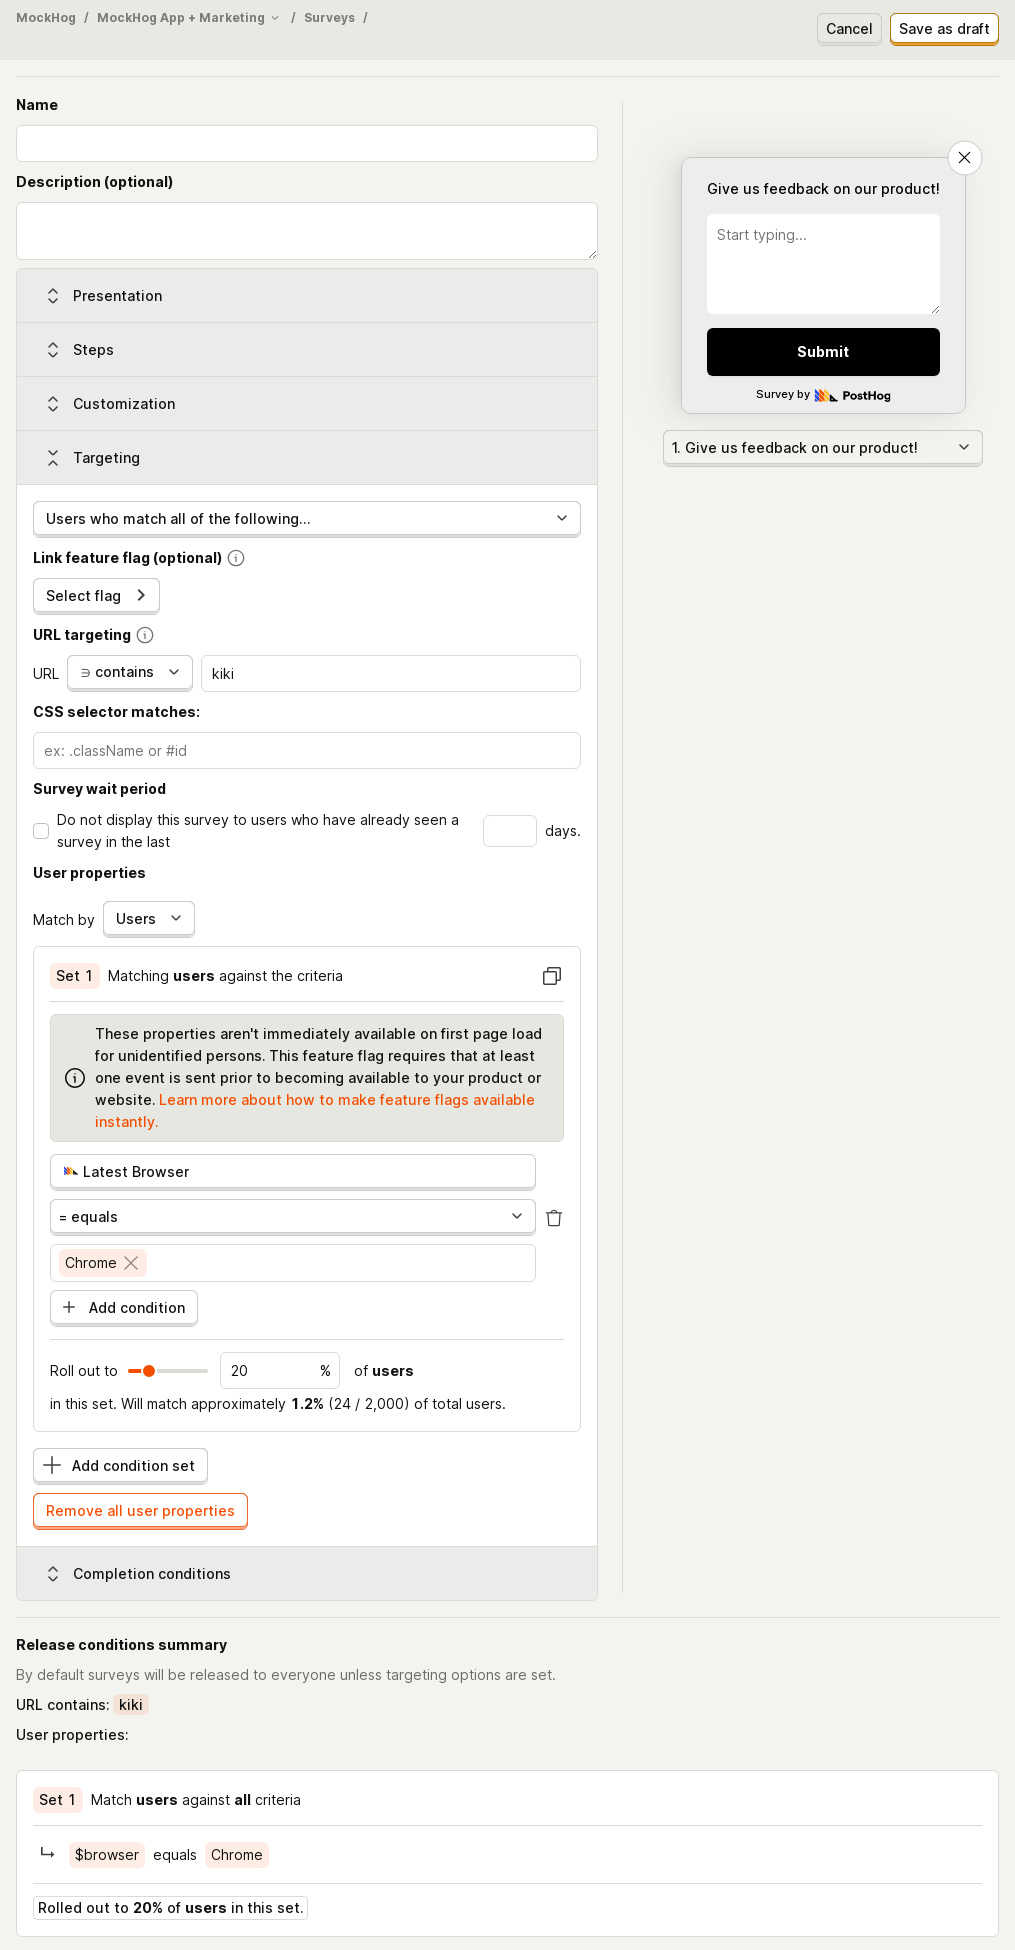 MockHog / MockHog App + Marketing / Surveys /
Cancel
Save as draft
Name
Description (optional)
Presentation
Steps
Customization
Targeting
Users who match all of the following...
Link feature flag (optional)
Select flag
URL targeting
URL
∋ contains
kiki
CSS selector matches:
ex: .className or #id
Survey wait period
Do not display this survey to users who have already seen a
survey in the last
days.
User properties
Match by
Users
Set 1 Matching users against the criteria
These properties aren't immediately available on first page load
for unidentified persons. This feature flag requires that at least
one event is sent prior to becoming available to your product or
website. Learn more about how to make feature flags available
instantly.
Latest Browser
= equals
Chrome
Add condition
Roll out to 20 % of users
in this set. Will match approximately 1.2% (24 / 2,000) of total users.
Add condition set
Remove all user properties
Completion conditions
Give us feedback on our product!
Start typing...
Submit
Survey by PostHog
1. Give us feedback on our product!
Release conditions summary
By default surveys will be released to everyone unless targeting options are set.
URL contains: kiki
User properties:
Set 1 Match users against all criteria
$browser equals Chrome
Rolled out to 20% of users in this set.